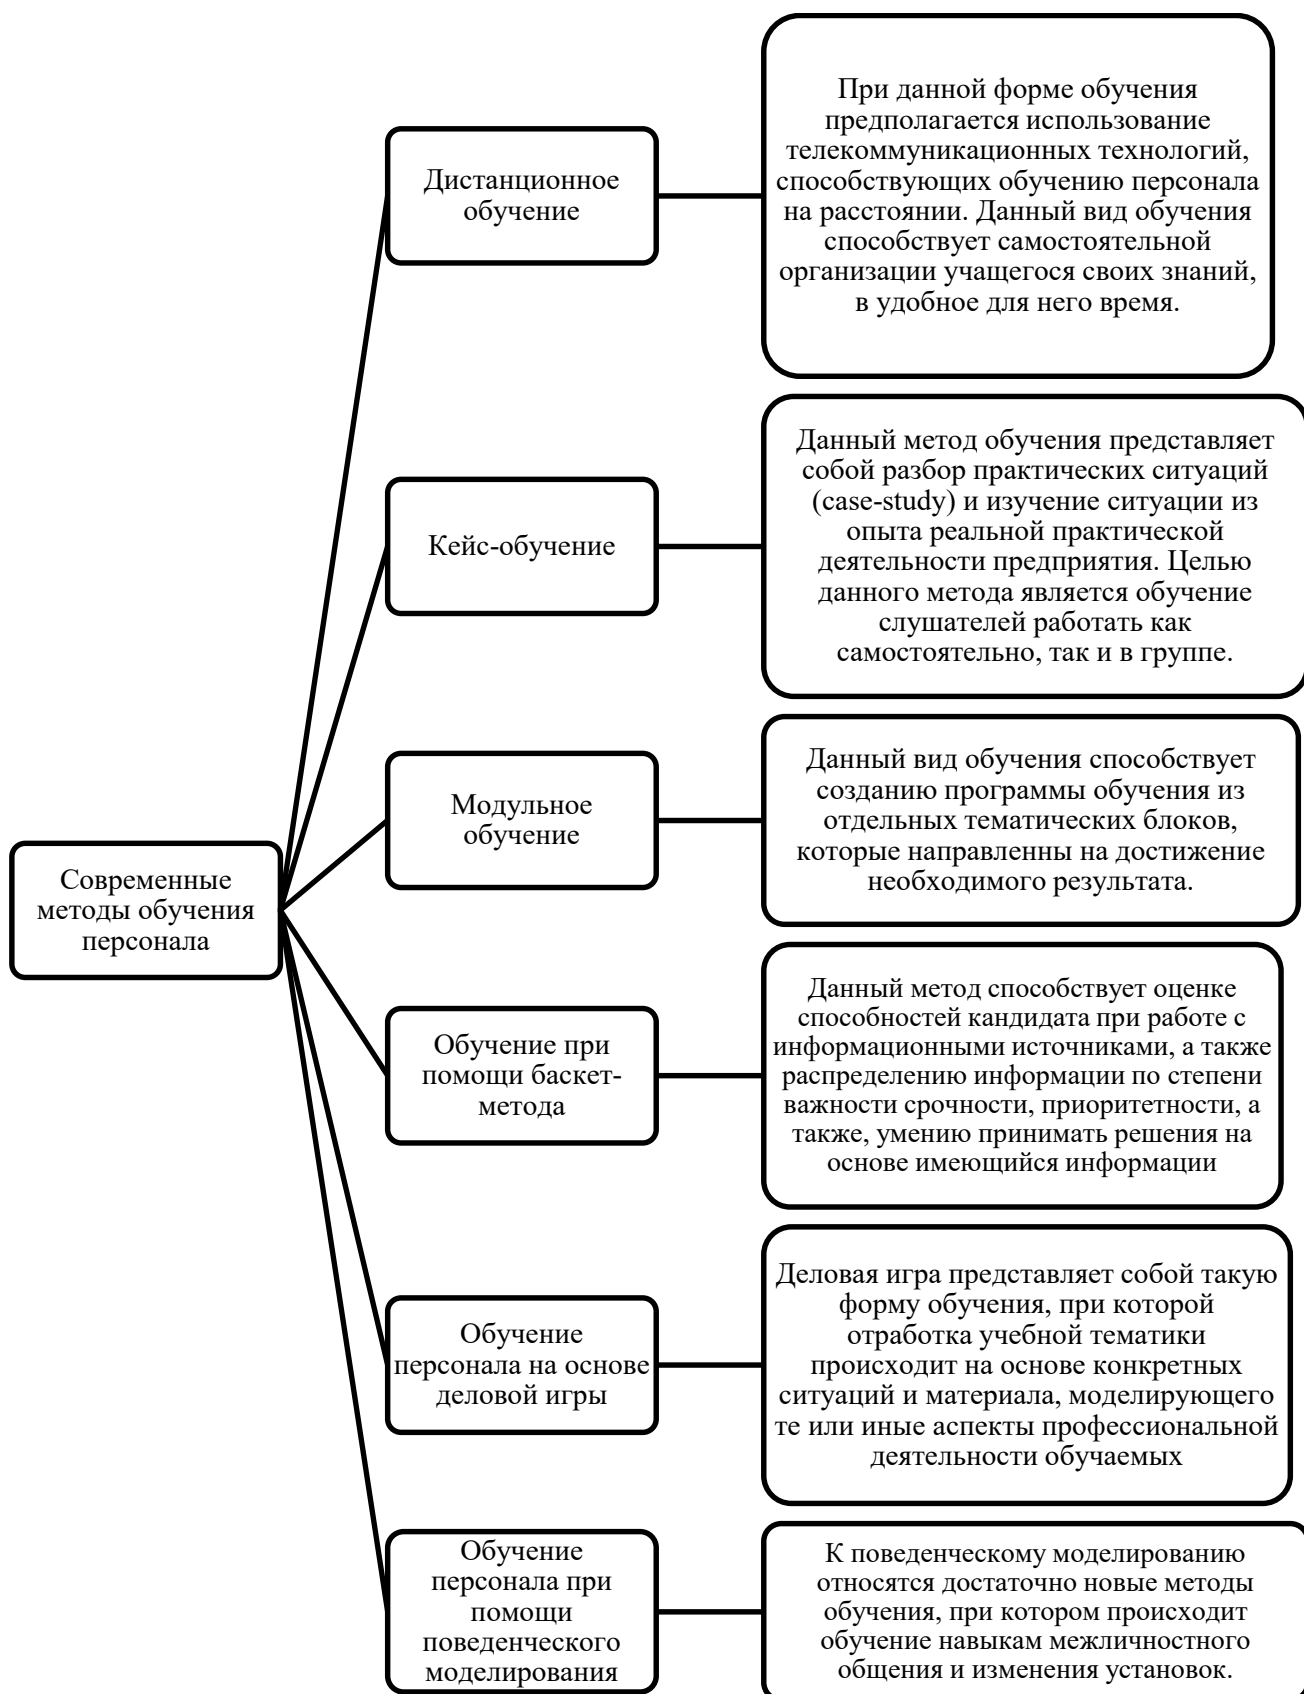 Современные
методы обучения
персонала
Дистанционное
обучение
При данной форме обучения
предполагается использование
телекоммуникационных технологий,
способствующих обучению персонала
на расстоянии. Данный вид обучения
способствует самостоятельной
организации учащегося своих знаний,
в удобное для него время.
Кейс-обучение
Данный метод обучения представляет
собой разбор практических ситуаций
(case-study) и изучение ситуации из
опыта реальной практической
деятельности предприятия. Целью
данного метода является обучение
слушателей работать как
самостоятельно, так и в группе.
Модульное
обучение
Данный вид обучения способствует
созданию программы обучения из
отдельных тематических блоков,
которые направленны на достижение
необходимого результата.
Обучение при
помощи баскет-
метода
Данный метод способствует оценке
способностей кандидата при работе с
информационными источниками, а также
распределению информации по степени
важности срочности, приоритетности, а
также, умению принимать решения на
основе имеющийся информации
Обучение
персонала на основе
деловой игры
Деловая игра представляет собой такую
форму обучения, при которой
отработка учебной тематики
происходит на основе конкретных
ситуаций и материала, моделирующего
те или иные аспекты профессиональной
деятельности обучаемых
Обучение
персонала при
помощи
поведенческого
моделирования
К поведенческому моделированию
относятся достаточно новые методы
обучения, при котором происходит
обучение навыкам межличностного
общения и изменения установок.